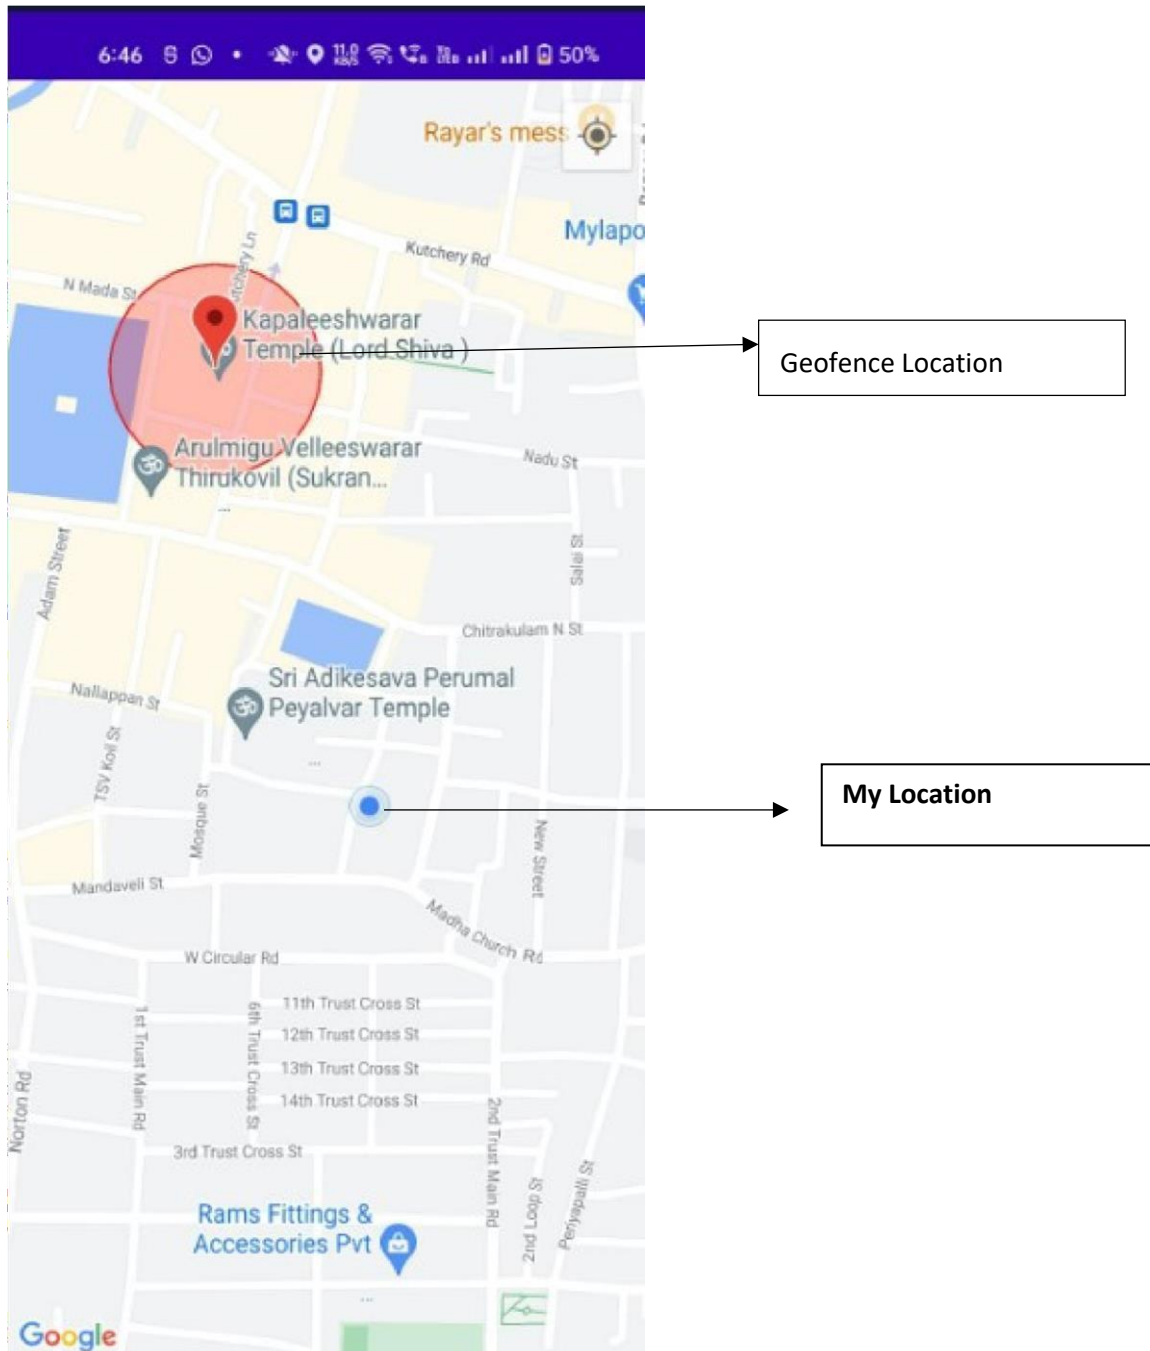 6:46
11.0
KB/S
50%
Rayar's mess
Mylapo
Kutchery Rd
N Mada St
Kapaleeshwarar
Temple (Lord Shiva )
Geofence Location
Arulmigu Velleeswarar
Thirukovil (Sukran...
...
Nadu St
Salai St
Adam Street
Chitrakulam N St
Sri Adikesava Perumal
Peyalvar Temple
...
Nallappan St
TSV Koil St
Mosque St
My Location
New Street
Mandaveli St
Madha Church Rd
W Circular Rd
11th Trust Cross St
12th Trust Cross St
13th Trust Cross St
14th Trust Cross St
1st Trust Main Rd
6th Trust Cross St
Norton Rd
3rd Trust Cross St
2nd Trust Main Rd
2nd Loop St
Periyapalli St
Rams Fittings &
Accessories Pvt
...
Google